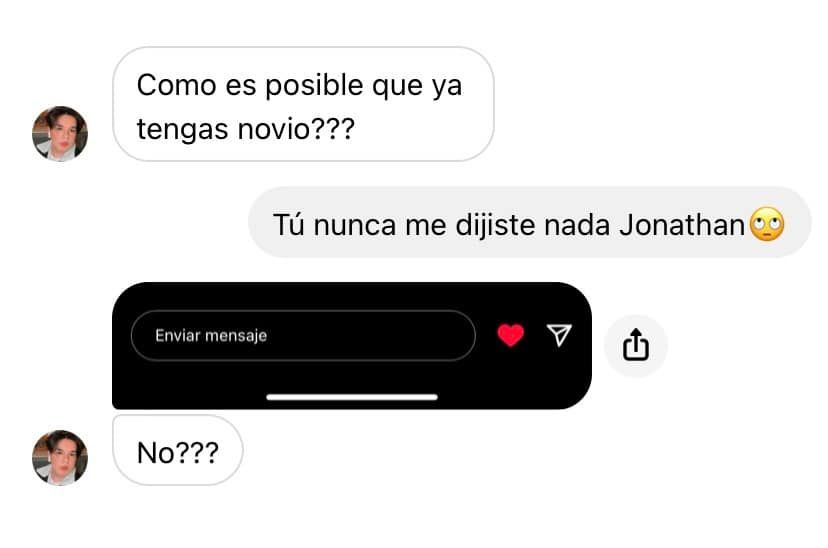 Como es posible que ya
tengas novio???
Tú nunca me dijiste nada Jonathan🙄
Enviar mensaje
No???